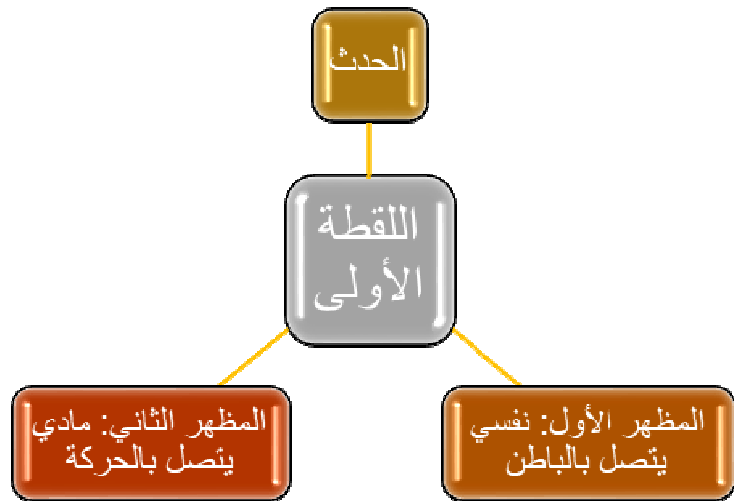 الحدث
اللقطة
الأولى
المظهر الأول: نفسي
يتصل بالباطن
المظهر الثاني: مادي
يتصل بالحركة